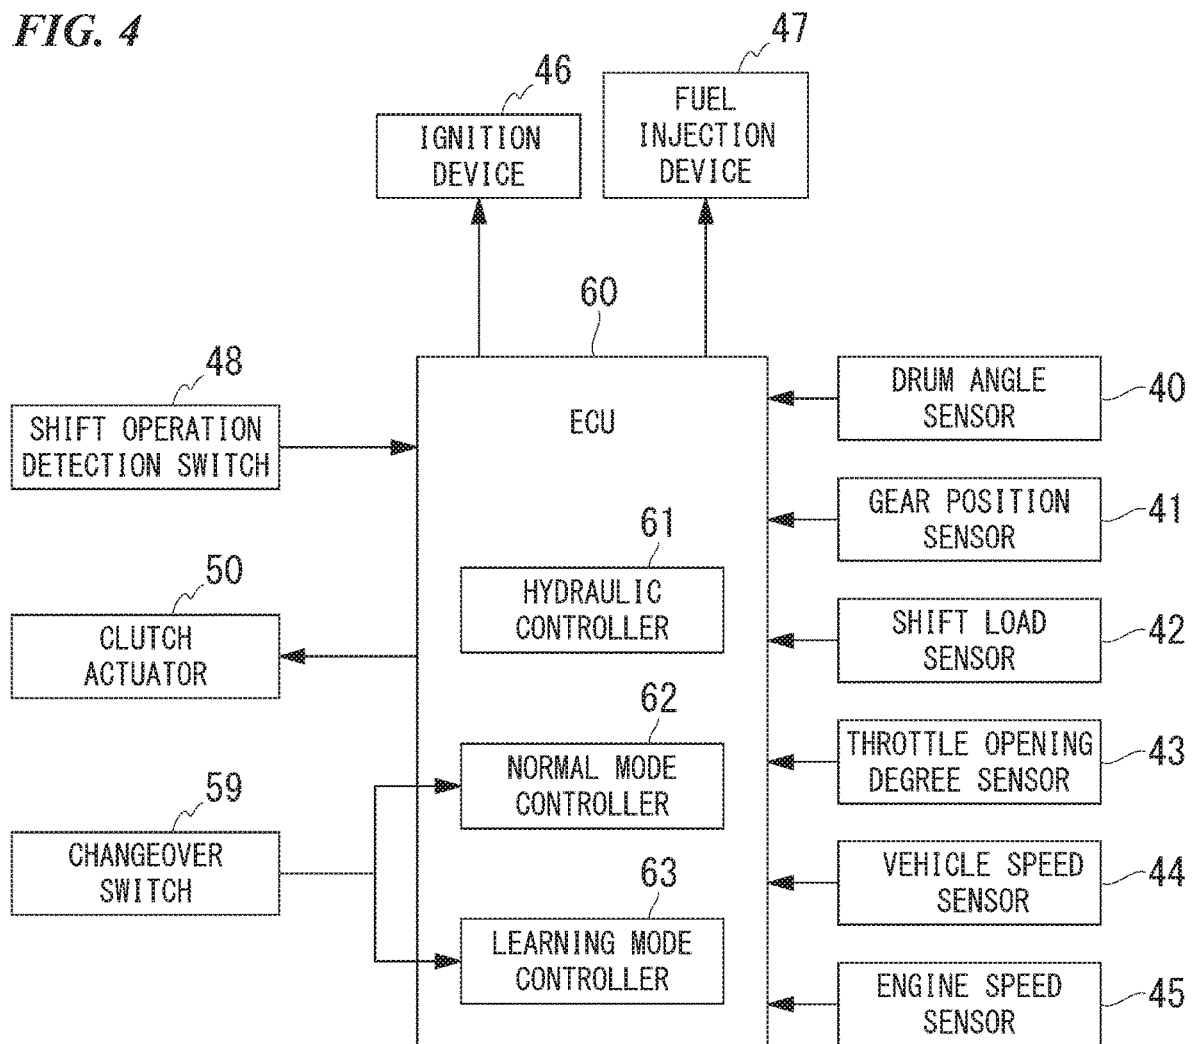 FIG. 4
46
IGNITION
DEVICE
47
FUEL
INJECTION
DEVICE
60
ECU
48
SHIFT OPERATION
DETECTION SWITCH
50
CLUTCH
ACTUATOR
59
CHANGEOVER
SWITCH
61
HYDRAULIC
CONTROLLER
62
NORMAL MODE
CONTROLLER
63
LEARNING MODE
CONTROLLER
DRUM ANGLE
SENSOR
40
GEAR POSITION
SENSOR
41
SHIFT LOAD
SENSOR
42
THROTTLE OPENING
DEGREE SENSOR
43
VEHICLE SPEED
SENSOR
44
ENGINE SPEED
SENSOR
45